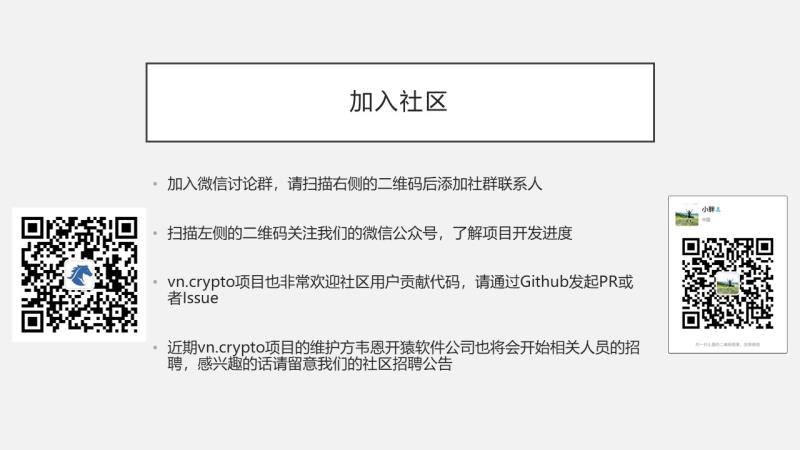 加入社区
加入微信讨论群，请扫描右侧的二维码后添加社群联系人
扫描左侧的二维码关注我们的微信公众号，了解项目开发进度
vn.crypto项目也非常欢迎社区用户贡献代码，请通过Github发起PR或
者Issue
近期vn.crypto项目的维护方韦恩开猿软件公司也将会开始相关人员的招
聘，感兴趣的话请留意我们的社区招聘公告
小胖